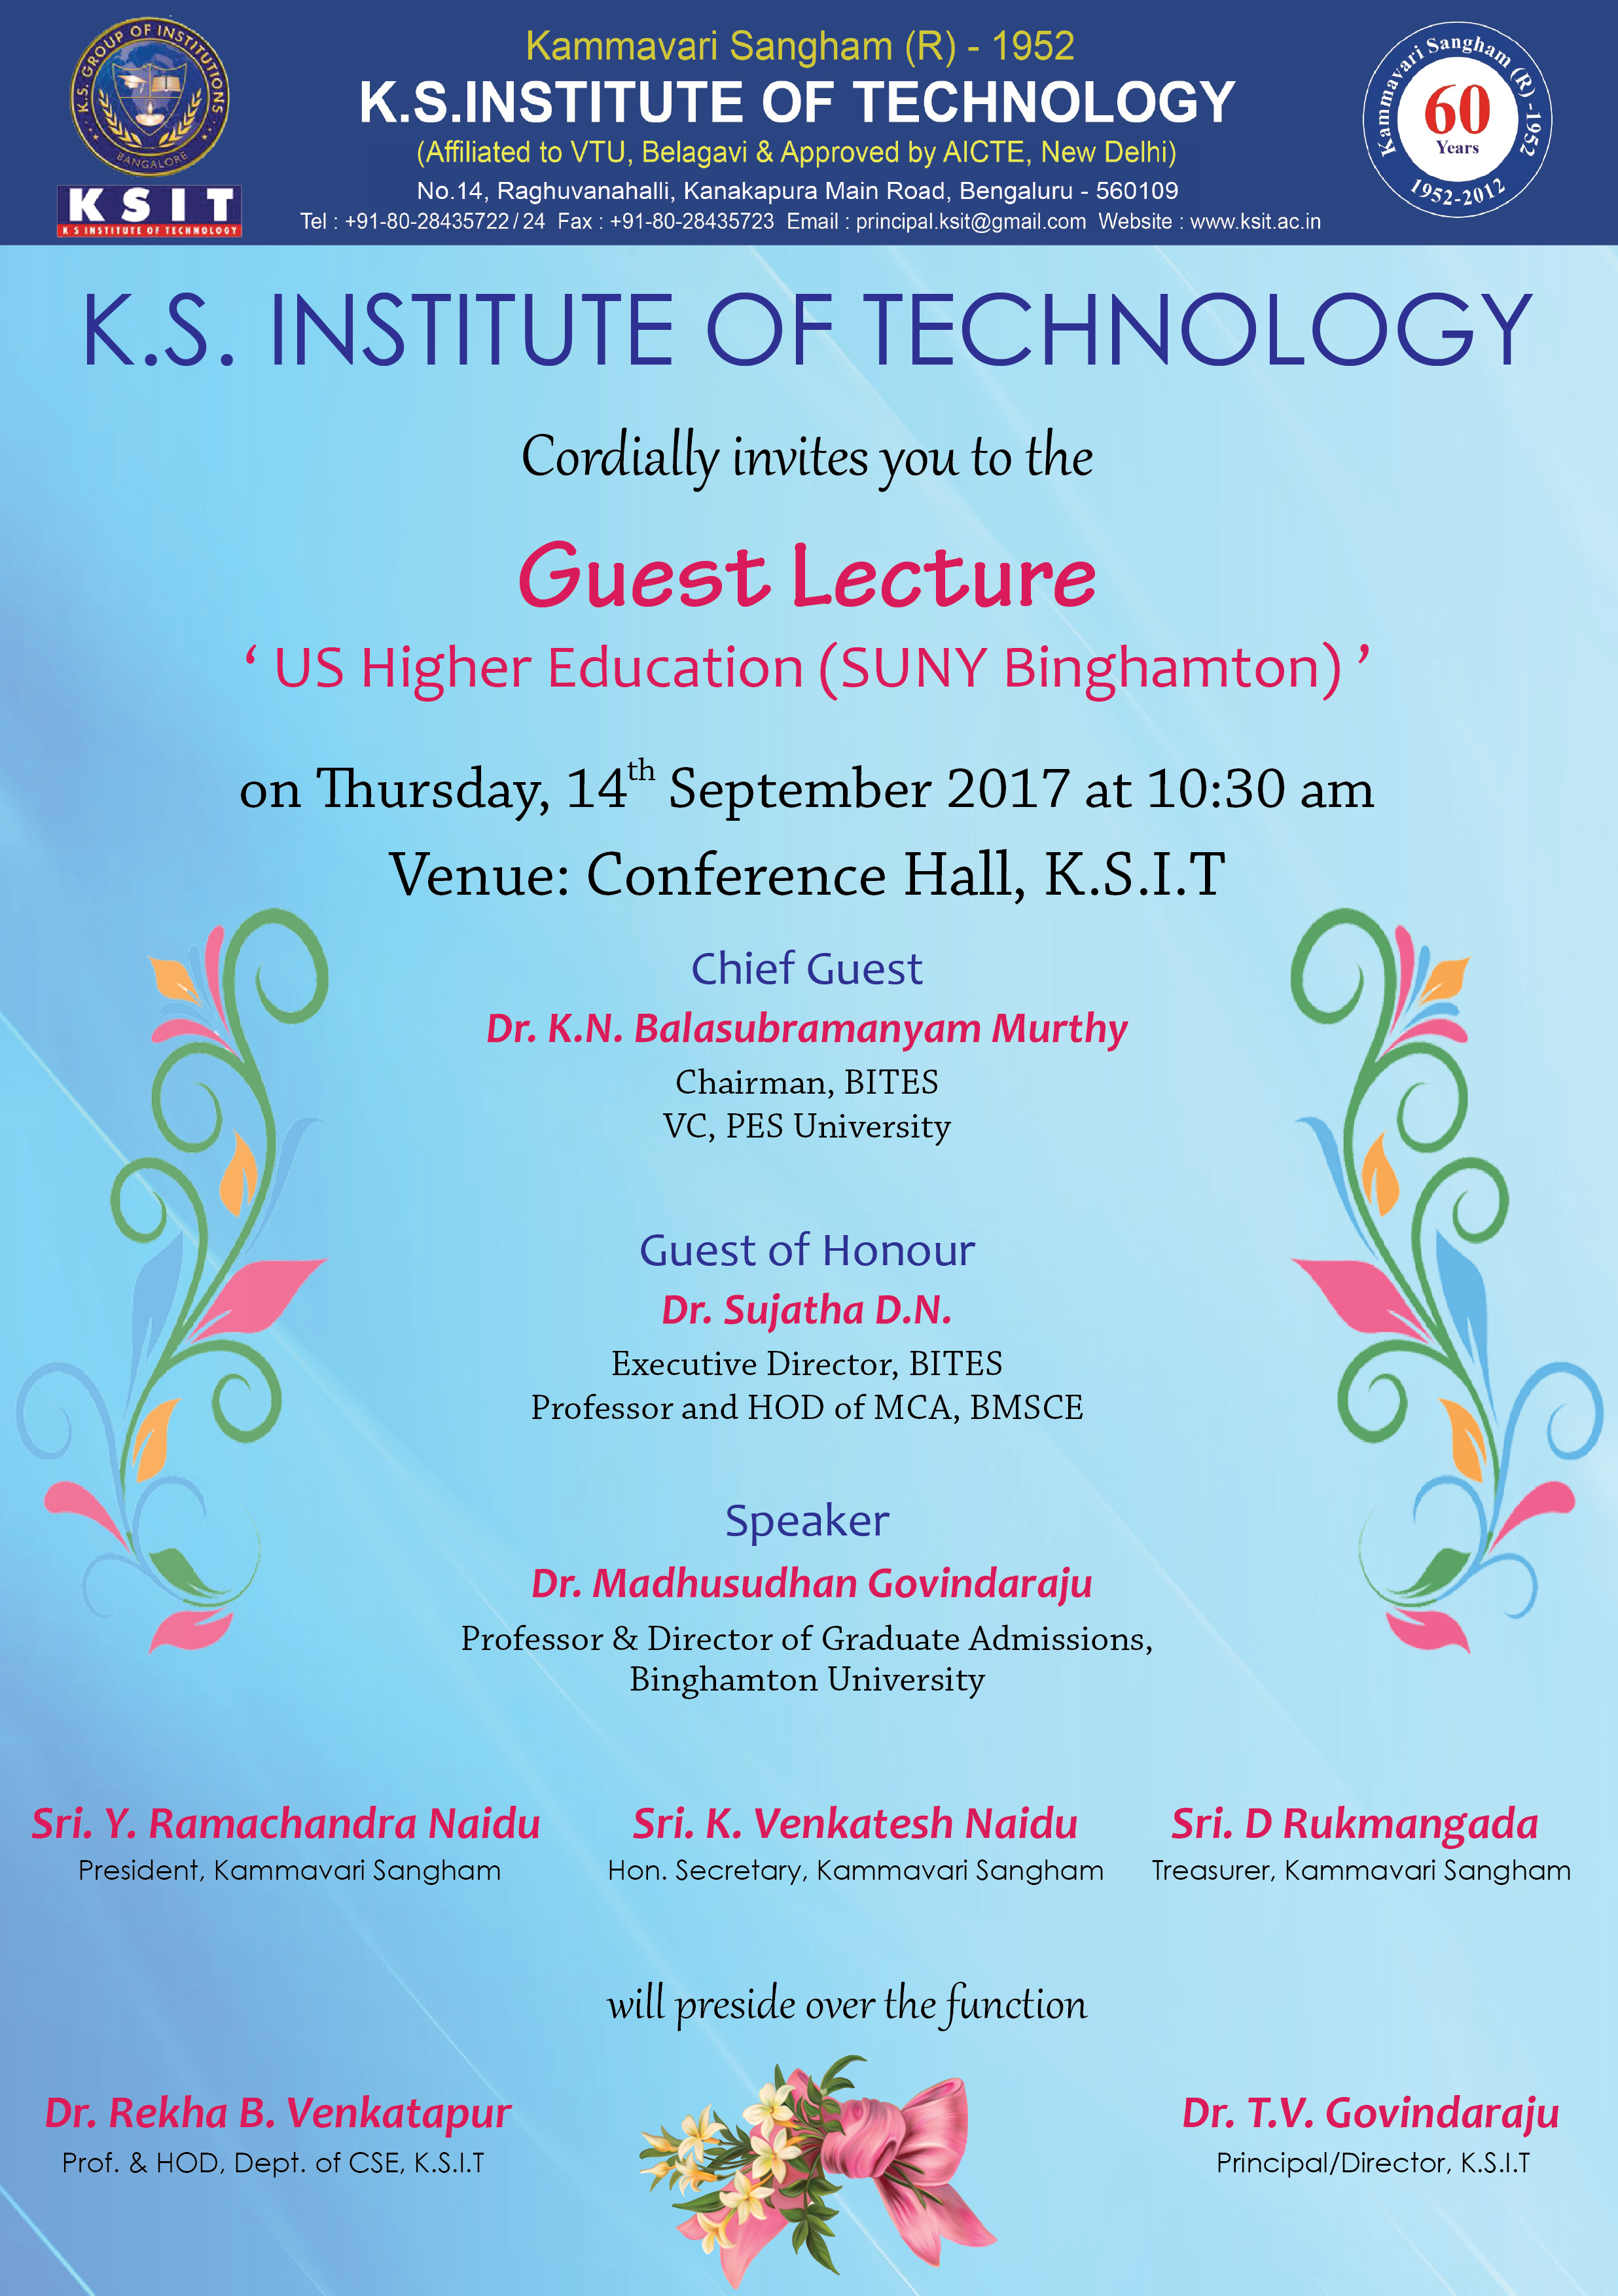 K.S. GROUP OF INSTITUTIONS
BANGALORE
KSIT
K S INSTITUTE OF TECHNOLOGY
Kammavari Sangham (R) - 1952
K.S.INSTITUTE OF TECHNOLOGY
(Affiliated to VTU, Belagavi & Approved by AICTE, New Delhi)
No.14, Raghuvanahalli, Kanakapura Main Road, Bengaluru - 560109
Tel : +91-80-28435722 / 24 Fax : +91-80-28435723 Email : principal.ksit@gmail.com Website : www.ksit.ac.in
Kammavari Sangham (R) -1952
60
Years
1952-2012
K.S. INSTITUTE OF TECHNOLOGY
Cordially invites you to the
Guest Lecture
‘ US Higher Education (SUNY Binghamton) ’
on Thursday, 14th September 2017 at 10:30 am
Venue: Conference Hall, K.S.I.T
Chief Guest
Dr. K.N. Balasubramanyam Murthy
Chairman, BITES
VC, PES University
Guest of Honour
Dr. Sujatha D.N.
Executive Director, BITES
Professor and HOD of MCA, BMSCE
Speaker
Dr. Madhusudhan Govindaraju
Professor & Director of Graduate Admissions,
Binghamton University
Sri. Y. Ramachandra Naidu
President, Kammavari Sangham
Sri. K. Venkatesh Naidu
Hon. Secretary, Kammavari Sangham
Sri. D Rukmangada
Treasurer, Kammavari Sangham
will preside over the function
Dr. Rekha B. Venkatapur
Prof. & HOD, Dept. of CSE, K.S.I.T
Dr. T.V. Govindaraju
Principal/Director, K.S.I.T